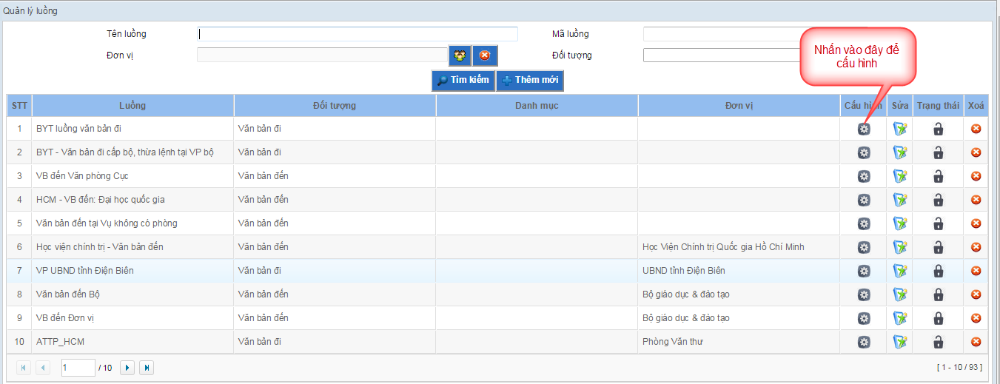 Quản lý luồng
Tên luồng
Mã luồng
Đơn vị
Đối tượng
Nhấn vào đây để
cấu hình
Tìm kiếm
Thêm mới
STT Luồng Đối tượng Danh mục Đơn vị Cấu hình Sửa Trạng thái Xoá
1 BYT luồng văn bản đi Văn bản đi
2 BYT - Văn bản đi cấp bộ, thừa lệnh tại VP bộ Văn bản đi
3 VB đến Văn phòng Cục Văn bản đến
4 HCM - VB đến: Đại học quốc gia Văn bản đến
5 Văn bản đến tại Vụ không có phòng Văn bản đến
6 Học viện chính trị - Văn bản đến Văn bản đến Học Viện Chính trị Quốc gia Hồ Chí Minh
7 VP UBND tỉnh Điện Biên Văn bản đi UBND tỉnh Điện Biên
8 Văn bản đến Bộ Văn bản đến Bộ giáo dục & đảo tạo
9 VB đến Đơn vị Văn bản đến Bộ giáo dục & đảo tạo
10 ATTP_HCM Văn bản đi Phòng Văn thư
1 / 10 [ 1 - 10 / 93 ]